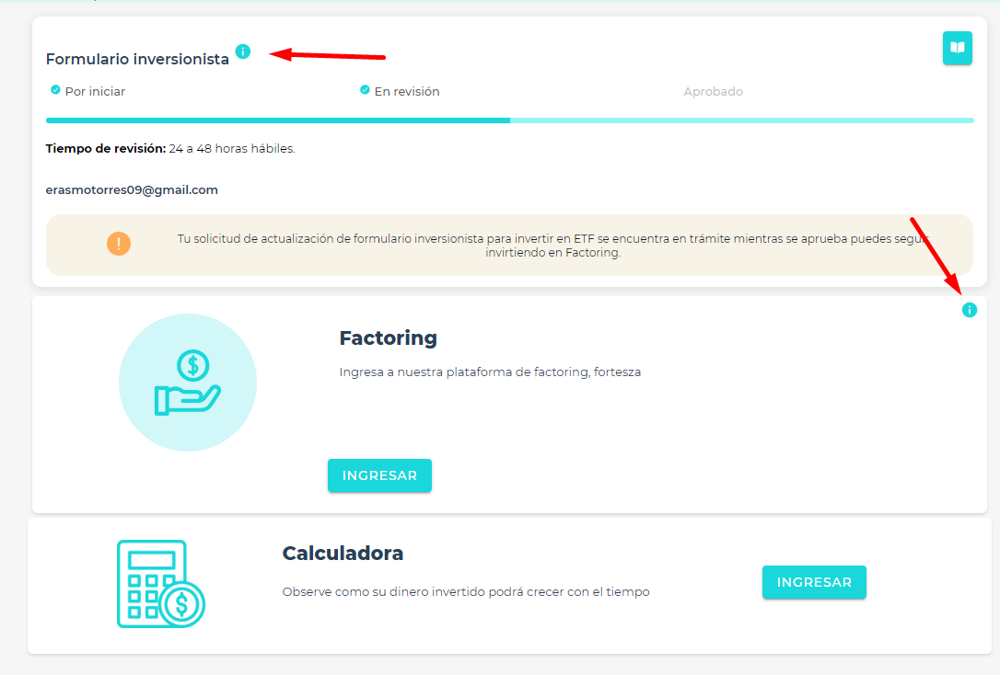 Formulario inversionista
Por iniciar
En revisión
Aprobado
Tiempo de revisión: 24 a 48 horas hábiles.
erasmotorres09@gmail.com
Tu solicitud de actualización de formulario inversionista para invertir en ETF se encuentra en trámite mientras se aprueba puedes seguir
invirtiendo en Factoring.
Factoring
Ingresa a nuestra plataforma de factoring, fortesza
INGRESAR
Calculadora
Observe como su dinero invertido podrá crecer con el tiempo
INGRESAR